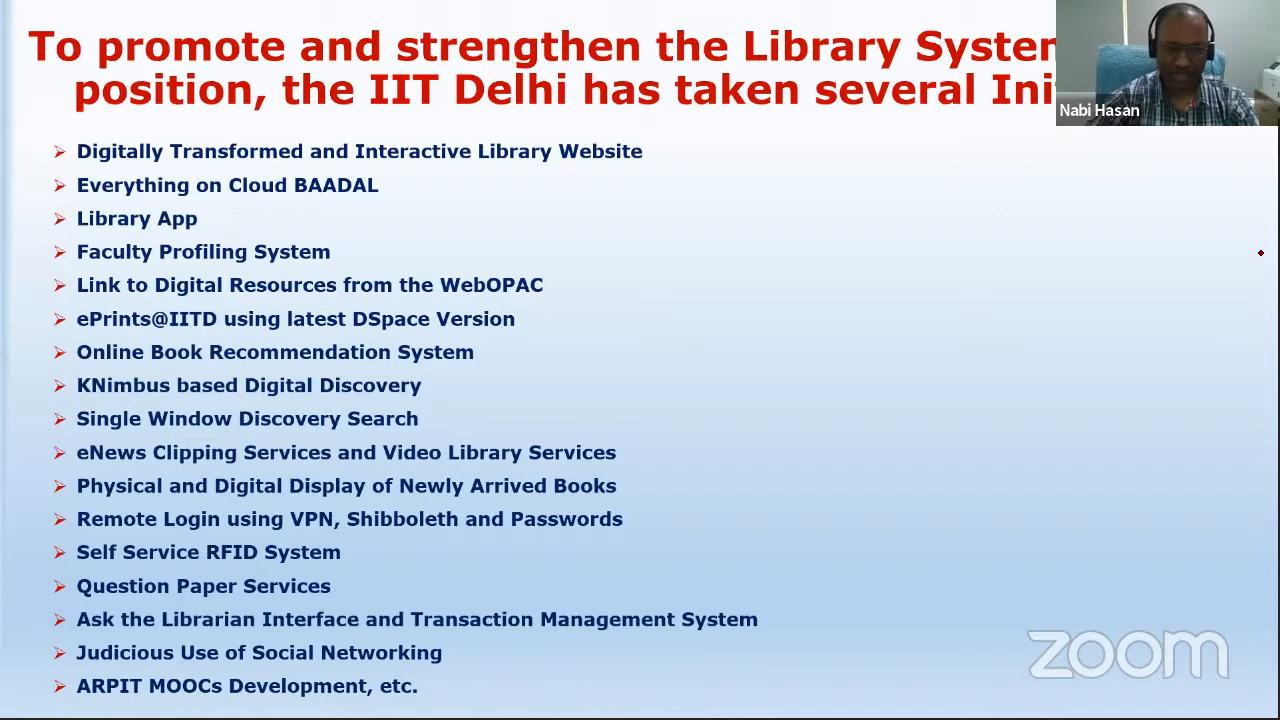 To promote and strengthen the Library System
position, the IIT Delhi has taken several
Nabi Hasan
Digitally Transformed and Interactive Library Website
Everything on Cloud BAADAL
Library App
Faculty Profiling System
Link to Digital Resources from the WebOPAC
ePrints@IITD using latest DSpace Version
Online Book Recommendation System
KNimbus based Digital Discovery
Single Window Discovery Search
eNews Clipping Services and Video Library Services
Physical and Digital Display of Newly Arrived Books
Remote Login using VPN, Shibboleth and Passwords
Self Service RFID System
Question Paper Services
Ask the Librarian Interface and Transaction Management System
Judicious Use of Social Networking
ARPIT MOOCs Development, etc.
zoom